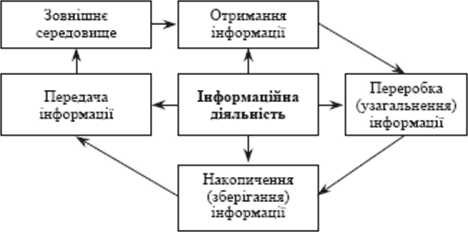 Зовнішнє
середовище
Отримання
інформації
Передача
інформації
Інформаційна
діяльність
Переробка
(узагальнення)
інформації
Накопичення
(зберігання)
інформації